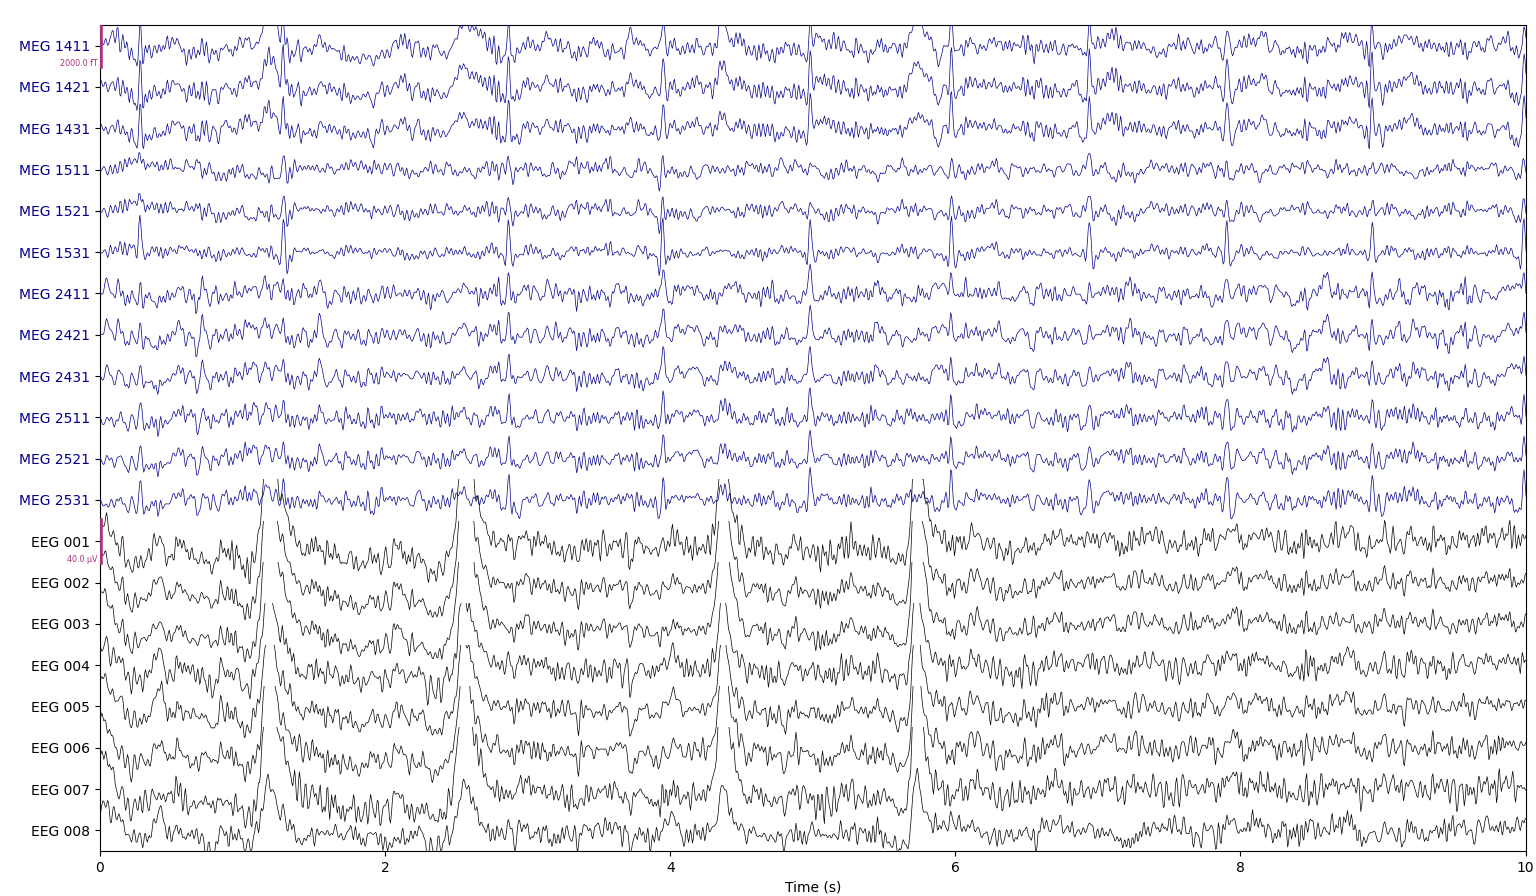 MEG 1411
2000.0 fT
MEG 1421
MEG 1431
MEG 1511
MEG 1521
MEG 1531
MEG 2411
MEG 2421
MEG 2431
MEG 2511
MEG 2521
MEG 2531
EEG 001
40.0 µV
EEG 002
EEG 003
EEG 004
EEG 005
EEG 006
EEG 007
EEG 008
0 2 4 6 8 10
Time (s)